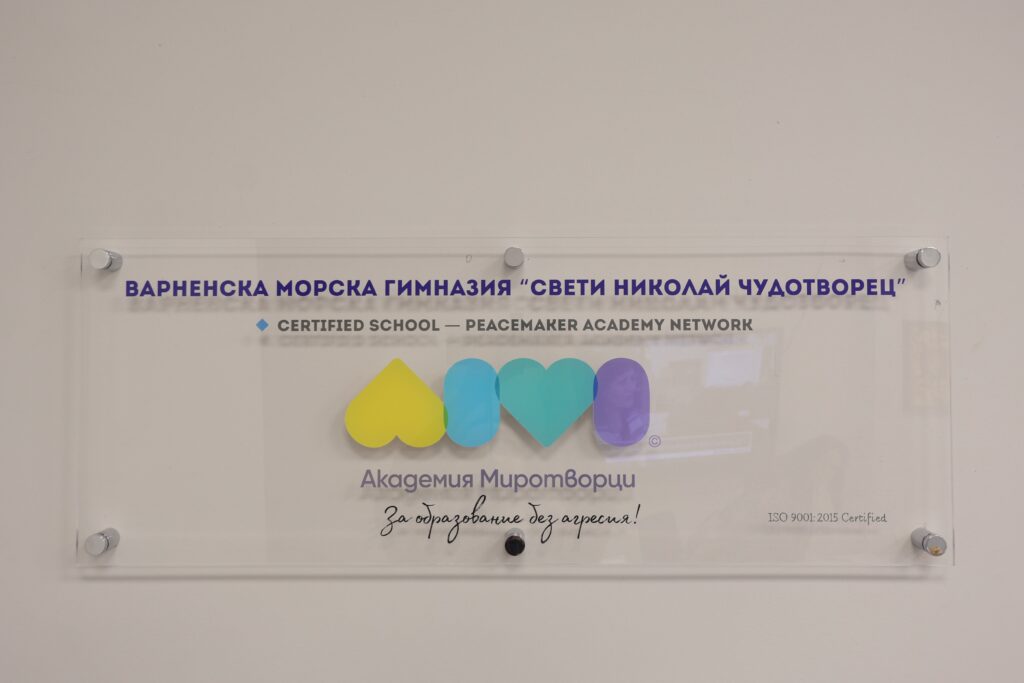 ВАРНЕНСКА МОРСКА ГИМНАЗИЯ “СВЕТИ НИКОЛАЙ ЧУДОТВОРЕЦ”
CERTIFIED SCHOOL — PEACEMAKER ACADEMY NETWORK
©
Академия Миротворци
За образование без агресия!
ISO 9001:2015 Certified